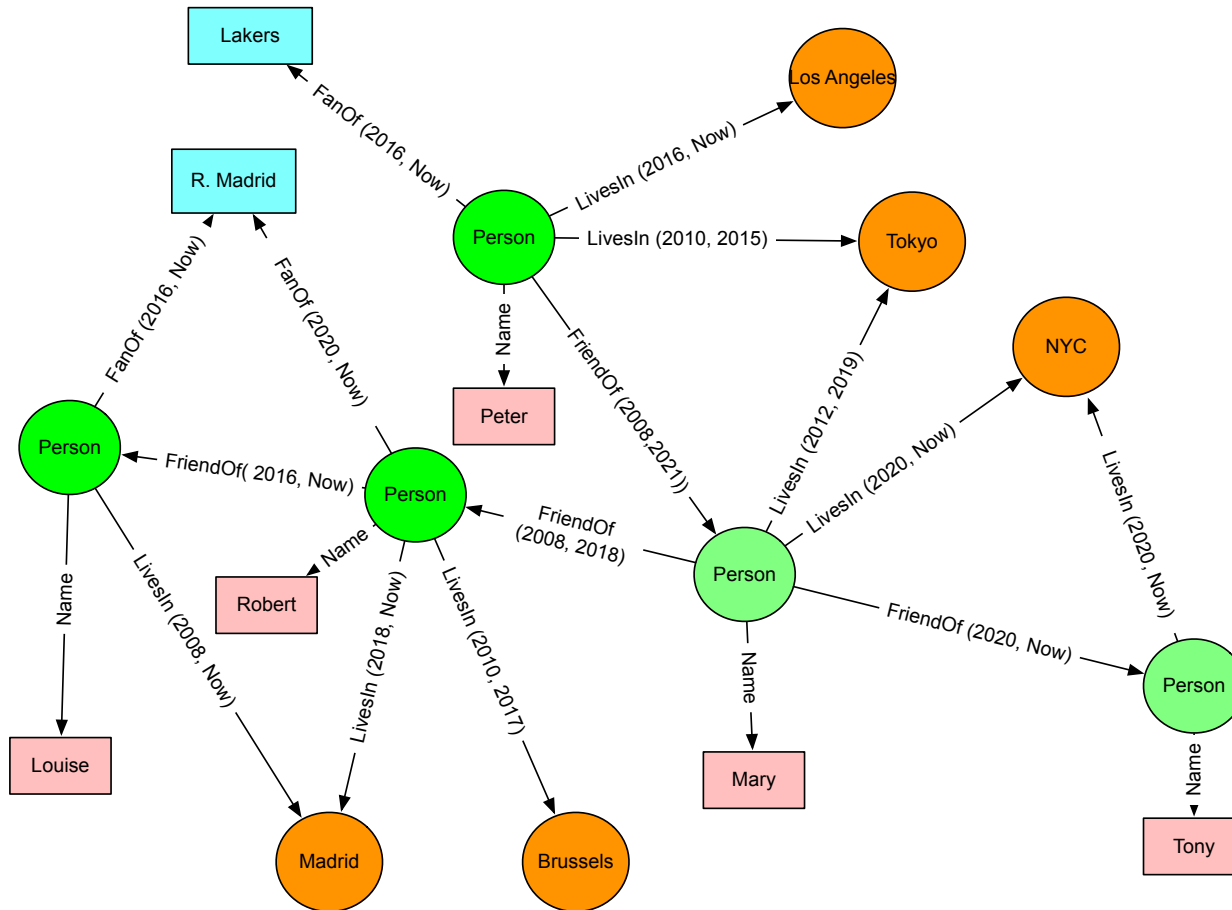 Lakers
Los Angeles
FanOf (2016, Now)
LivesIn (2016, Now)
R. Madrid
Person
LivesIn (2010, 2015)
Tokyo
FanOf (2016, Now)
FanOf (2020, Now)
Name
FriendOf (2008,2021))
NYC
Peter
LivesIn (2012, 2019)
LivesIn (2020, Now)
Person
FriendOf( 2016, Now)
Person
FriendOf
(2008, 2018)
LivesIn (2020, Now)
Name
Person
Robert
Name
LivesIn (2008, Now)
LivesIn (2018, Now)
LivesIn (2010, 2017)
FriendOf (2020, Now)
Name
Person
Louise
Mary
Name
Madrid
Brussels
Tony